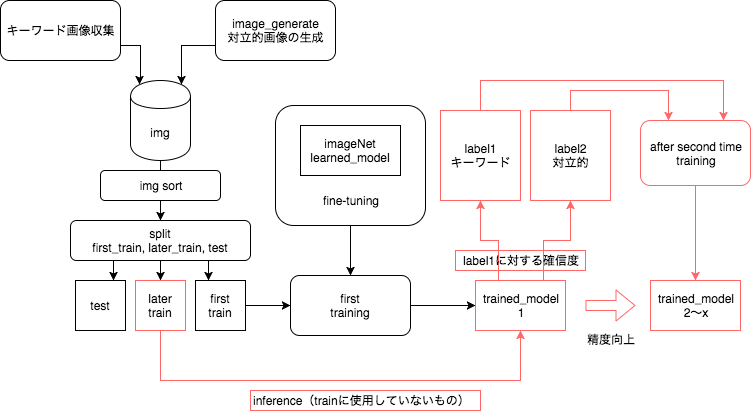 キーワード画像収集
image_generate
対立的画像の生成
img
img sort
split
first_train, later_train, test
test
later
train
first
train
imageNet
learned_model
fine-tuning
first
training
label1
キーワード
label2
対立的
after second time
training
label1に対する確信度
trained_model
1
精度向上
trained_model
2〜x
inference（trainに使用していないもの）